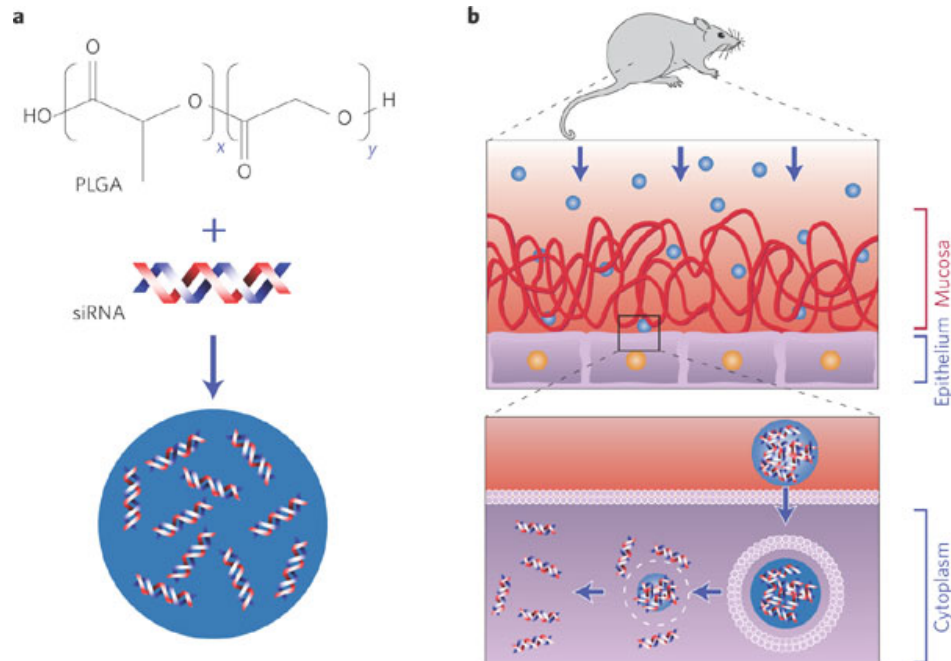 a
O
HO
O
O
H
O
x
y
PLGA
+
siRNA
b
Mucosa
Epithelium
Cytoplasm